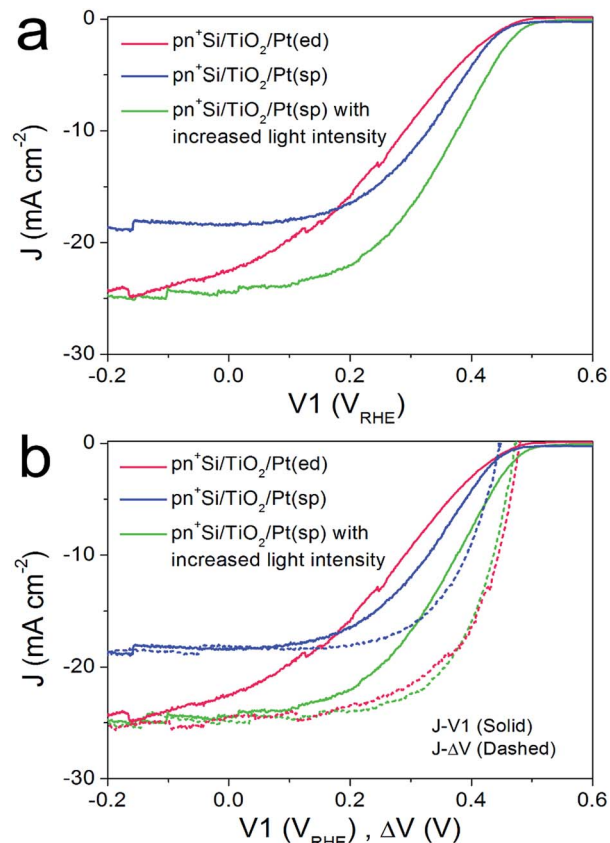 a
0
-10
-20
-30
J (mA cm⁻²)
pn⁺Si/TiO₂/Pt(ed)
pn⁺Si/TiO₂/Pt(sp)
pn⁺Si/TiO₂/Pt(sp) with
increased light intensity
-0.2 0.0 0.2 0.4 0.6
V1 (V_RHE)
b
0
-10
-20
-30
J (mA cm⁻²)
pn⁺Si/TiO₂/Pt(ed)
pn⁺Si/TiO₂/Pt(sp)
pn⁺Si/TiO₂/Pt(sp) with
increased light intensity
J-V1 (Solid)
J-ΔV (Dashed)
-0.2 0.0 0.2 0.4 0.6
V1 (V_RHE) , ΔV (V)